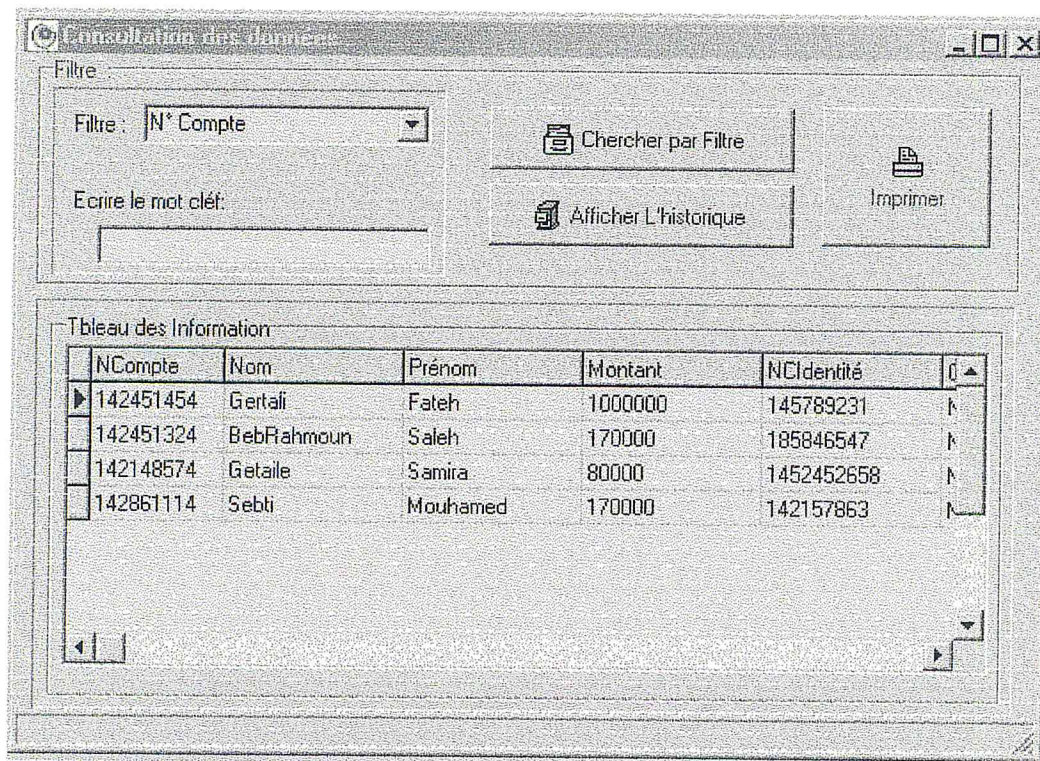 Consultation des données
Filtre :
Filtre : N° Compte
Chercher par Filtre
Imprimer
Ecrire le mot cléf:
Afficher L'historique
Tbleau des Information
NCompte Nom Prénom Montant NCIdentité
142451454 Gertali Fateh 1000000 145789231
142451324 BebRahmoun Saleh 170000 185846547
142148574 Getaile Samira 80000 1452452658
142861114 Sebti Mouhamed 170000 142157863